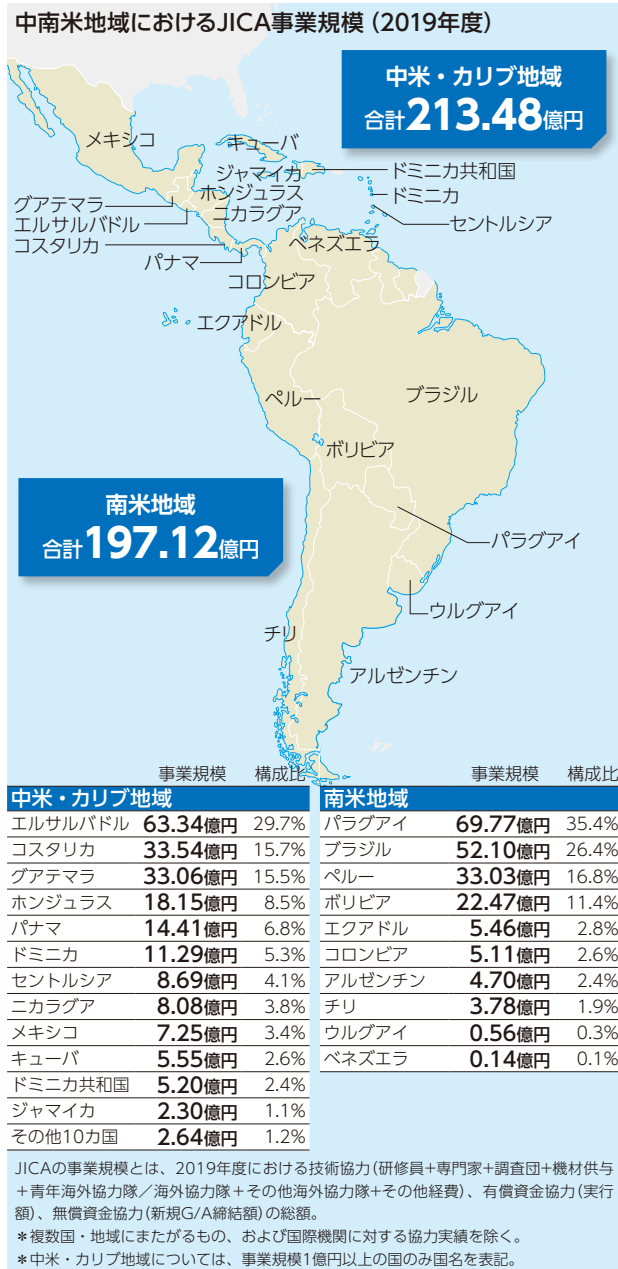 中南米地域におけるJICA事業規模（2019年度）
中米・カリブ地域
合計213.48億円
メキシコ
キューバ
ジャマイカ
ドミニカ共和国
ホンジュラス
ドミニカ
グアテマラ
ニカラグア
エルサルバドル
セントルシア
コスタリカ
ベネズエラ
パナマ
コロンビア
エクアドル
ペルー
ブラジル
ボリビア
南米地域
合計197.12億円
パラグアイ
ウルグアイ
チリ
アルゼンチン
事業規模 構成比
中米・カリブ地域
エルサルバドル 63.34億円 29.7%
コスタリカ 33.54億円 15.7%
グアテマラ 33.06億円 15.5%
ホンジュラス 18.15億円 8.5%
パナマ 14.41億円 6.8%
ドミニカ 11.29億円 5.3%
セントルシア 8.69億円 4.1%
ニカラグア 8.08億円 3.8%
メキシコ 7.25億円 3.4%
キューバ 5.55億円 2.6%
ドミニカ共和国 5.20億円 2.4%
ジャマイカ 2.30億円 1.1%
その他10カ国 2.64億円 1.2%
事業規模 構成比
南米地域
パラグアイ 69.77億円 35.4%
ブラジル 52.10億円 26.4%
ペルー 33.03億円 16.8%
ボリビア 22.47億円 11.4%
エクアドル 5.46億円 2.8%
コロンビア 5.11億円 2.6%
アルゼンチン 4.70億円 2.4%
チリ 3.78億円 1.9%
ウルグアイ 0.56億円 0.3%
ベネズエラ 0.14億円 0.1%
JICAの事業規模とは、2019年度における技術協力（研修員+専門家+調査団+機材供与
+青年海外協力隊／海外協力隊+その他海外協力隊+その他経費）、有償資金協力（実行
額）、無償資金協力（新規G/A締結額）の総額。
＊複数国・地域にまたがるもの、および国際機関に対する協力実績を除く。
＊中米・カリブ地域については、事業規模1億円以上の国のみ国名を表記。